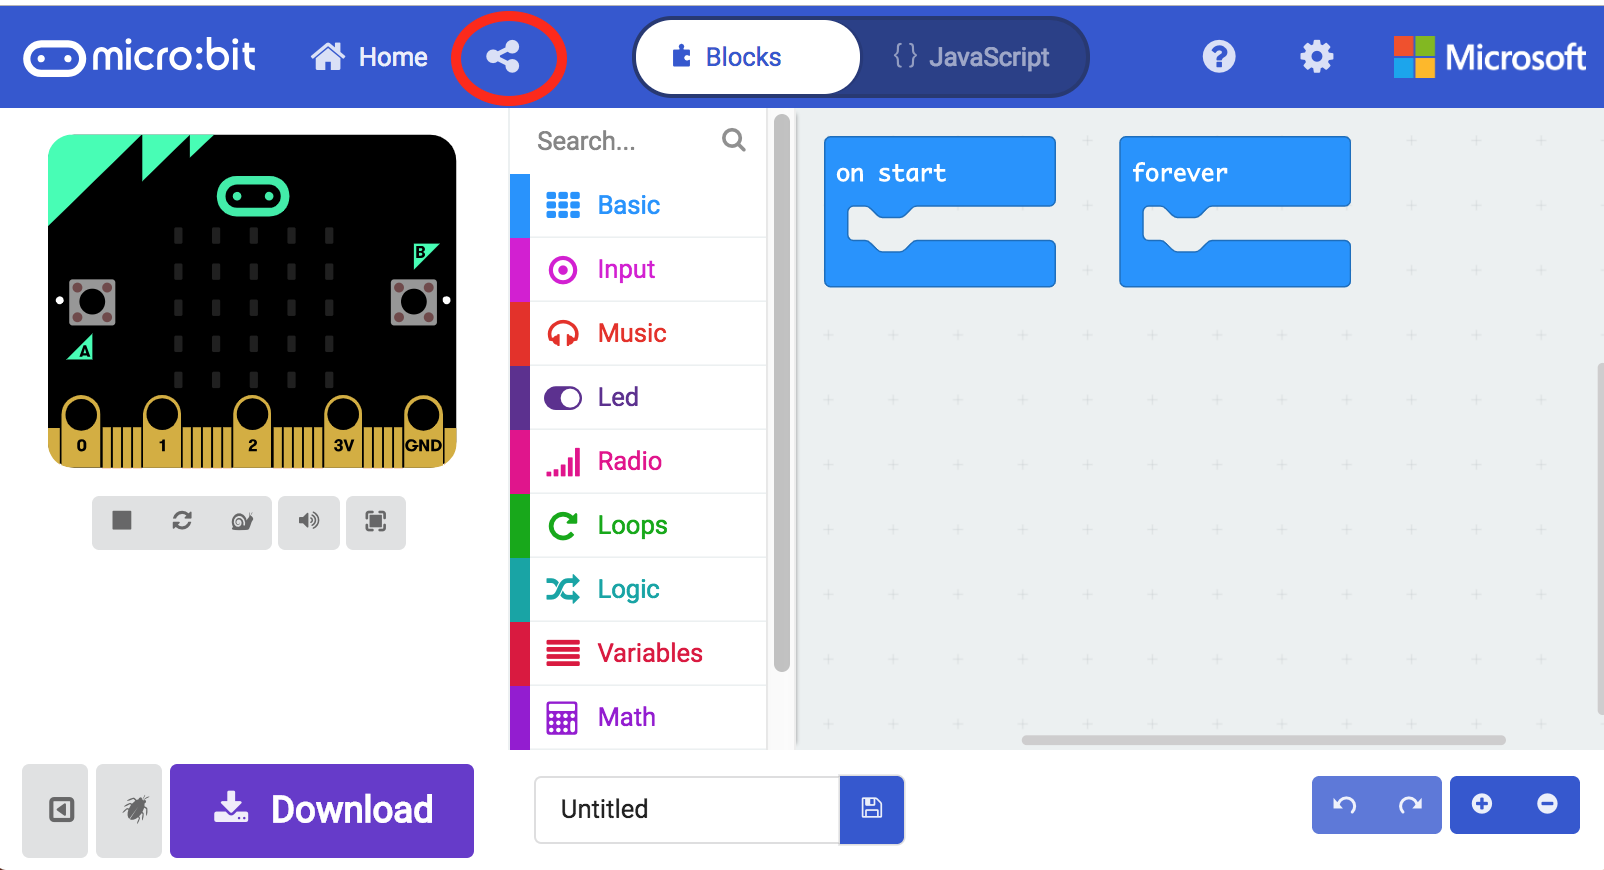 micro:bit
Home
Blocks
{} JavaScript
?
Microsoft
Search...
on start
forever
Basic
Input
Music
Led
Radio
Loops
Logic
Variables
Math
B
A
0
1
2
3V
GND
Download
Untitled